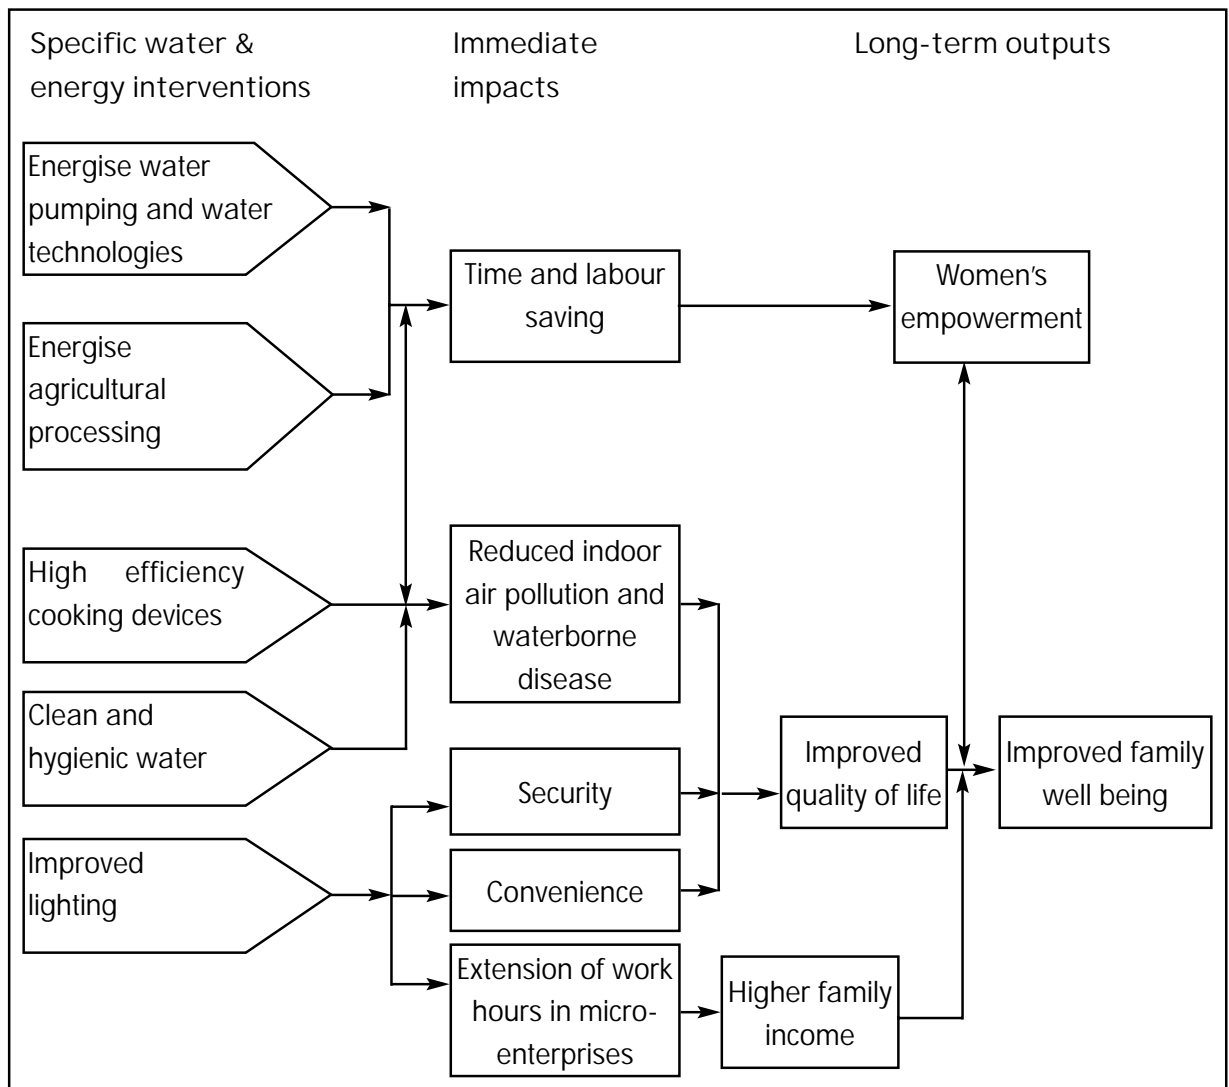 Specific water &
energy interventions
Immediate
impacts
Long-term outputs
Energise water
pumping and water
technologies
Energise
agricultural
processing
High efficiency
cooking devices
Clean and
hygienic water
Improved
lighting
Time and labour
saving
Reduced indoor
air pollution and
waterborne
disease
Security
Convenience
Extension of work
hours in micro-
enterprises
Women's
empowerment
Improved
quality of life
Improved family
well being
Higher family
income